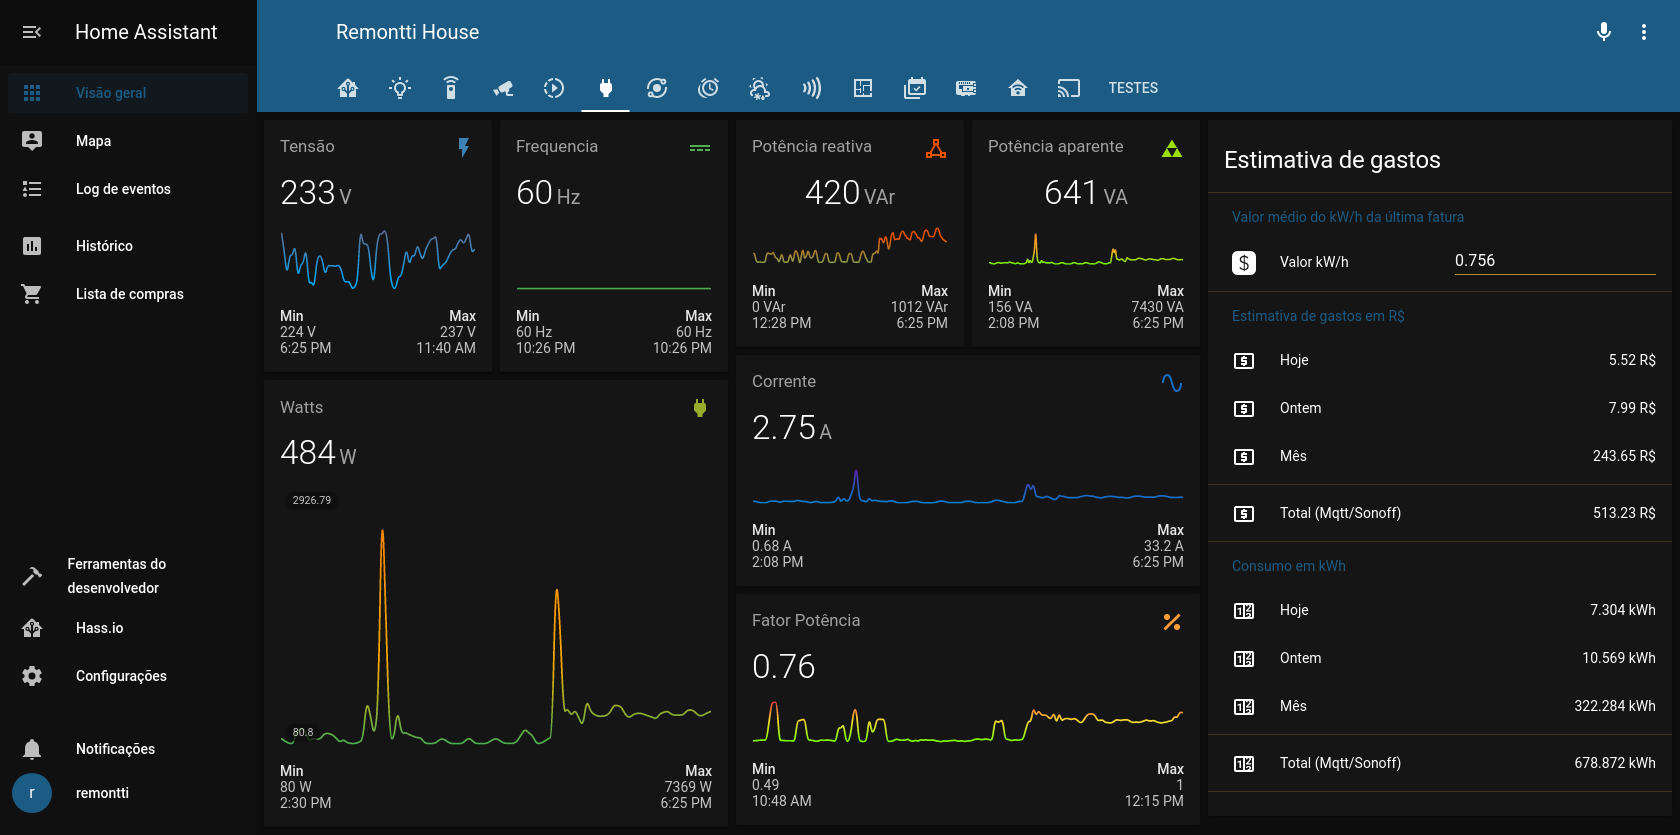 Home Assistant
Visão geral
Mapa
Log de eventos
Histórico
Lista de compras
Ferramentas do
desenvolvedor
Hass.io
Configurações
Notificações
r
remontti
Remontti House
TESTES
Tensão
233 V
Min Max
224 V 237 V
6:25 PM 11:40 AM
Frequencia
60 Hz
Min Max
60 Hz 60 Hz
10:26 PM 10:26 PM
Watts
484 W
2926.79
80.8
Min Max
80 W 7369 W
2:30 PM 6:25 PM
Potência reativa
420 VAr
Min Max
0 VAr 1012 VAr
12:28 PM 6:25 PM
Potência aparente
641 VA
Min Max
156 VA 7430 VA
2:08 PM 6:25 PM
Corrente
2.75 A
Min Max
0.68 A 33.2 A
2:08 PM 6:25 PM
Fator Potência
0.76
Min Max
0.49 1
10:48 AM 12:15 PM
Estimativa de gastos
Valor médio do kW/h da última fatura
$ Valor kW/h 0.756
Estimativa de gastos em R$
Hoje 5.52 R$
Ontem 7.99 R$
Mês 243.65 R$
Total (Mqtt/Sonoff) 513.23 R$
Consumo em kWh
Hoje 7.304 kWh
Ontem 10.569 kWh
Mês 322.284 kWh
Total (Mqtt/Sonoff) 678.872 kWh